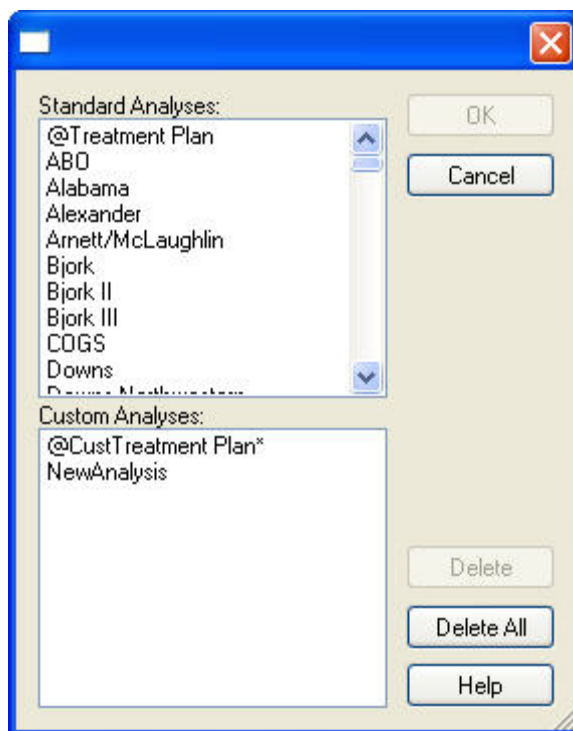 Standard Analyses:
@Treatment Plan
ABO
Alabama
Alexander
Arnett/McLaughlin
Bjork
Bjork II
Bjork III
COGS
Downs
Custom Analyses:
@CustTreatment Plan*
NewAnalysis
OK
Cancel
Delete
Delete All
Help